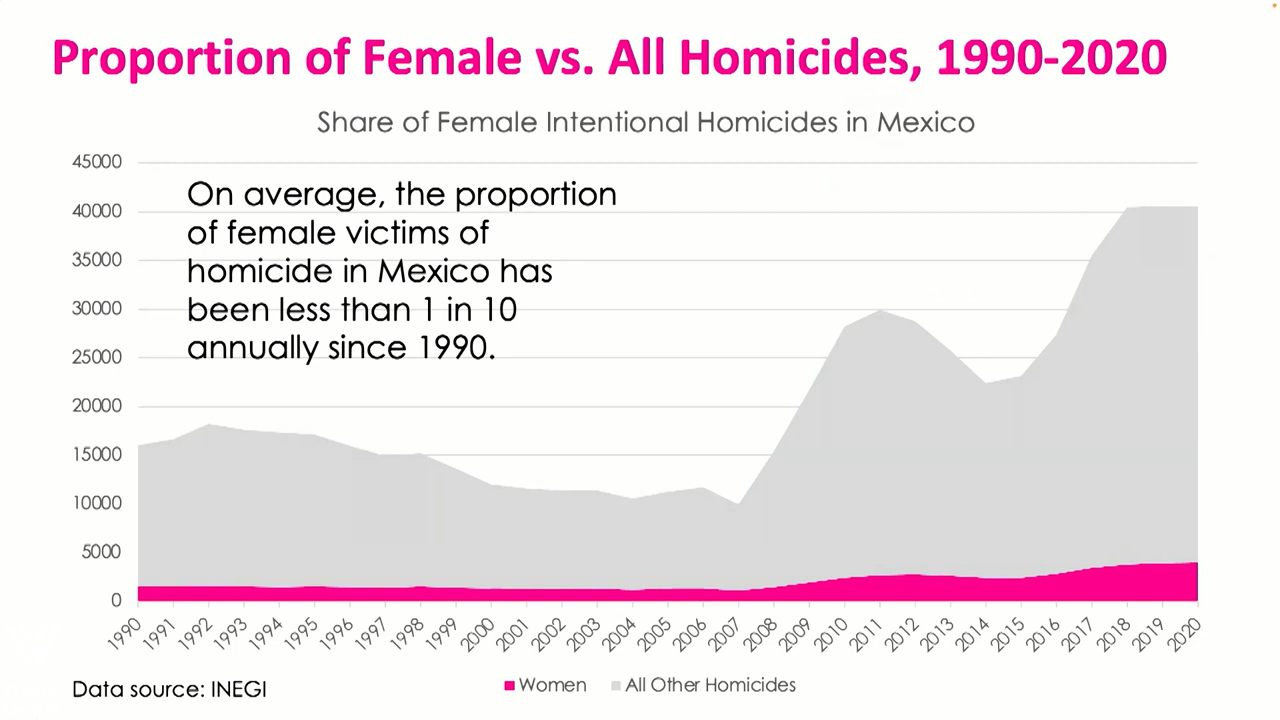 Proportion of Female vs. All Homicides, 1990-2020
Share of Female Intentional Homicides in Mexico
45000
40000
35000
30000
25000
20000
15000
10000
5000
0
On average, the proportion
of female victims of
homicide in Mexico has
been less than 1 in 10
annually since 1990.
1990 1991 1992 1993 1994 1995 1996 1997 1998 1999 2000 2001 2002 2003 2004 2005 2006 2007 2008 2009 2010 2011 2012 2013 2014 2015 2016 2017 2018 2019 2020
Data source: INEGI
Women All Other Homicides